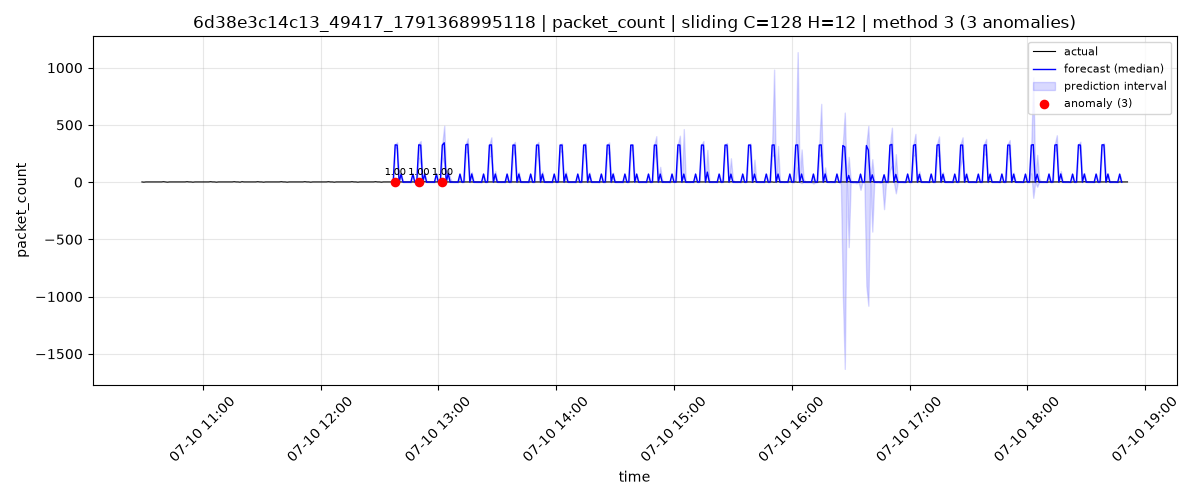 6d38e3c14c13_49417_1791368995118 | packet_count | sliding C=128 H=12 | method 3 (3 anomalies)
actual
forecast (median)
prediction interval
anomaly (3)
1000
500
0
−500
−1000
−1500
packet_count
1.00 1.00 1.00
07-10 11:00
07-10 12:00
07-10 13:00
07-10 14:00
07-10 15:00
07-10 16:00
07-10 17:00
07-10 18:00
07-10 19:00
time